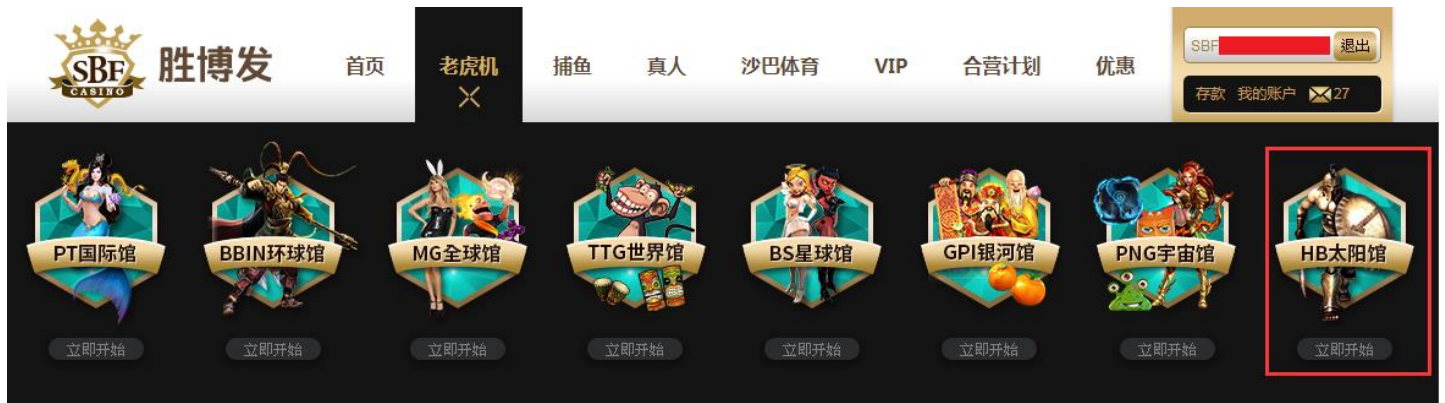 SBF
CASINO
胜博发
首页 老虎机 捕鱼 真人 沙巴体育 VIP 合营计划 优惠
SBF 退出
存款 我的账户 27
PT国际馆 BBIN环球馆 MG全球馆 TTG世界馆 BS星球馆 GPI银河馆 PNG宇宙馆 HB太阳馆
立即开始 立即开始 立即开始 立即开始 立即开始 立即开始 立即开始 立即开始